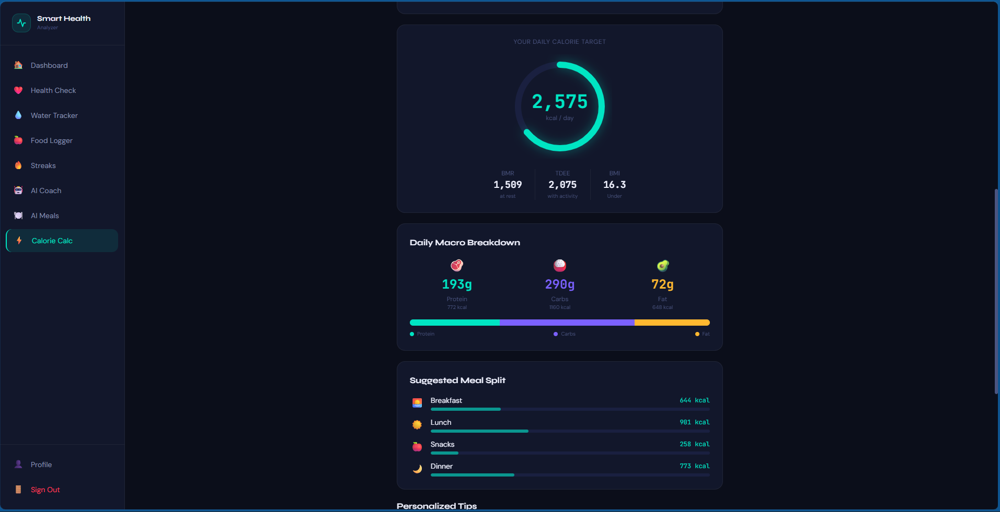 Smart Health
Analyzer
Dashboard
Health Check
Water Tracker
Food Logger
Streaks
AI Coach
AI Meals
Calorie Calc
Profile
Sign Out
YOUR DAILY CALORIE TARGET
2,575
kcal / day
BMR TDEE BMI
1,509 2,075 16.3
at rest with activity Under
Daily Macro Breakdown
193g 290g 72g
Protein Carbs Fat
772 kcal 1160 kcal 648 kcal
Protein Carbs Fat
Suggested Meal Split
Breakfast 644 kcal
Lunch 901 kcal
Snacks 258 kcal
Dinner 773 kcal
Personalized Tips